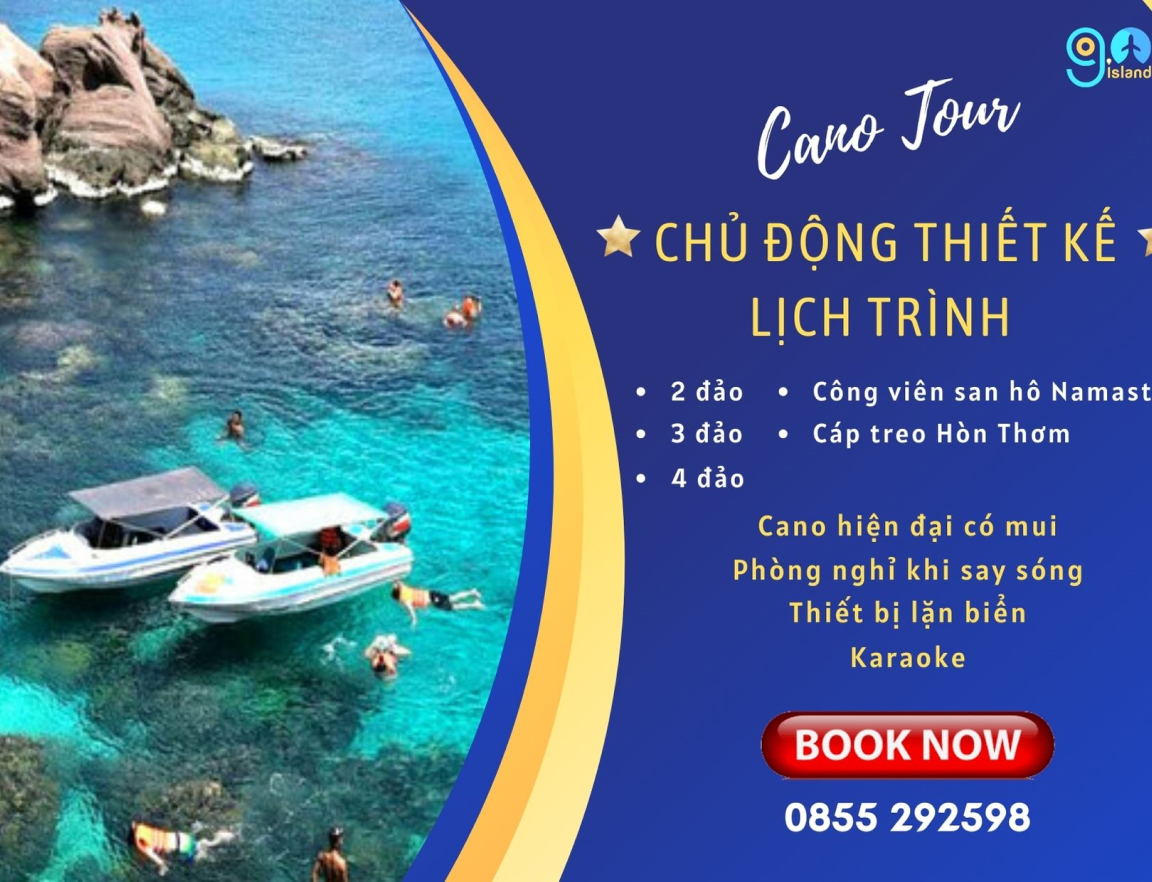 go
island
Cano Tour
CHỦ ĐỘNG THIẾT KẾ
LỊCH TRÌNH
• 2 đảo • Công viên san hô Namast
• 3 đảo • Cáp treo Hòn Thơm
• 4 đảo
Cano hiện đại có mui
Phòng nghỉ khi say sóng
Thiết bị lặn biển
Karaoke
BOOK NOW
0855 292598